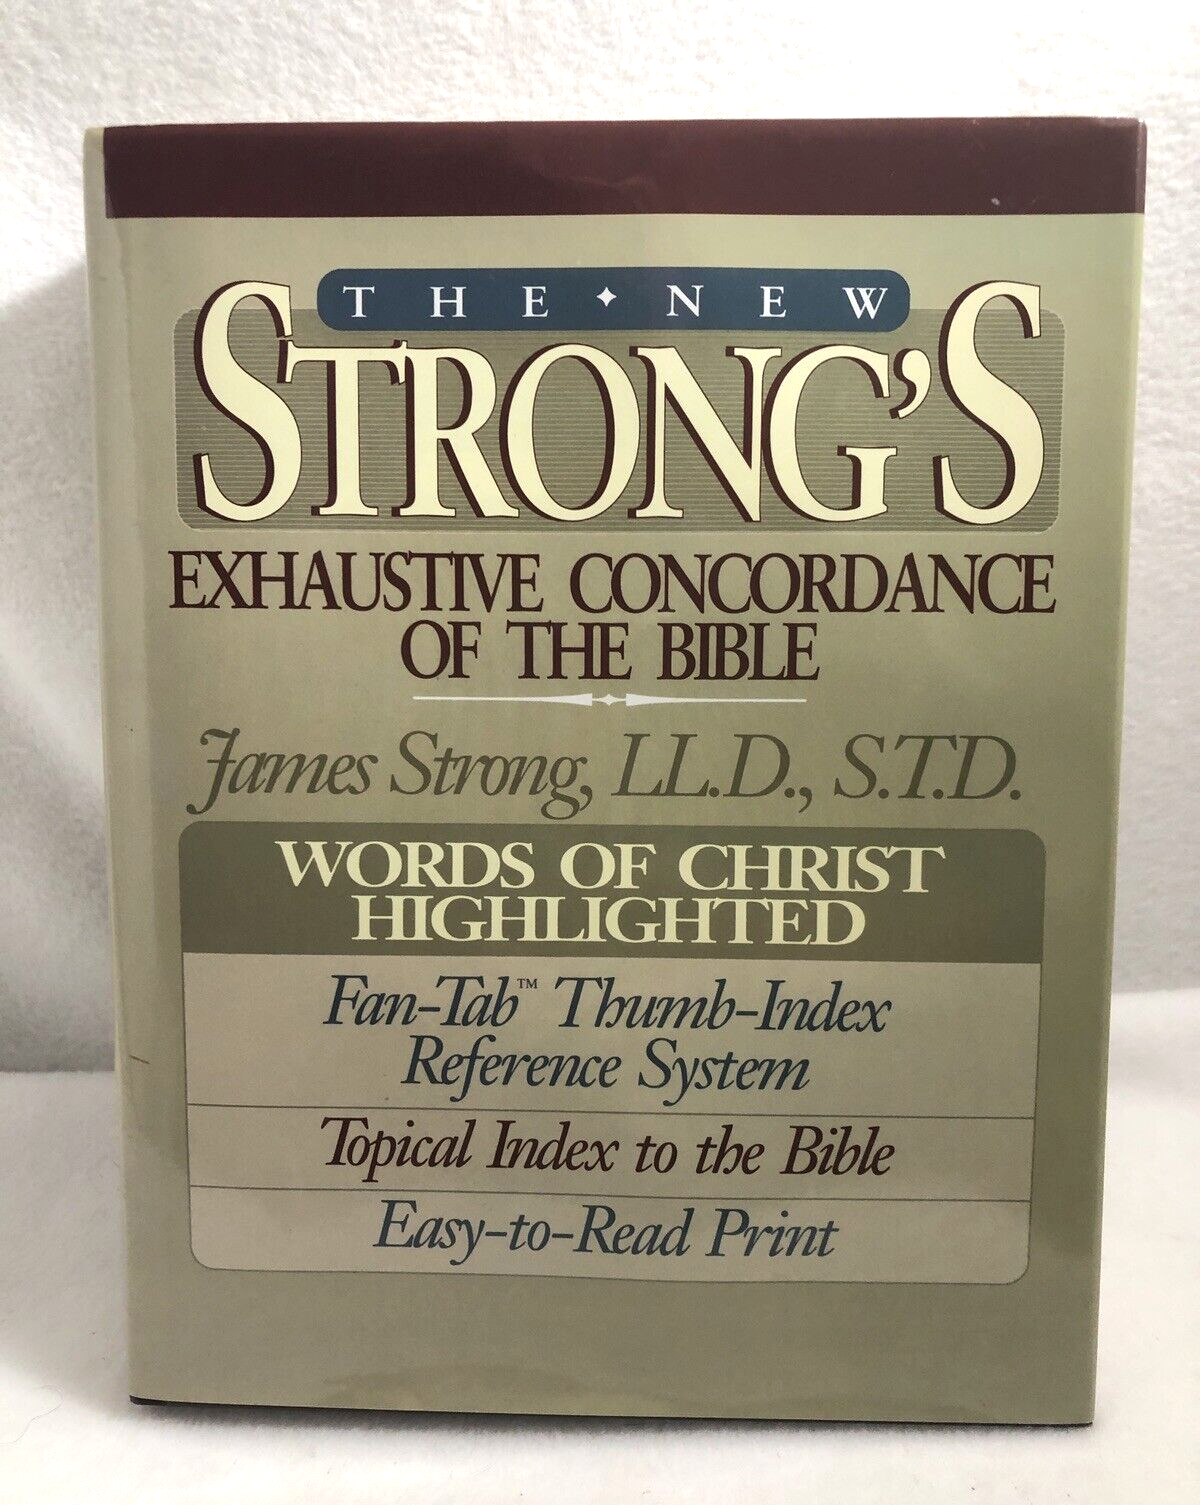 THE NEW
STRONG'S
EXHAUSTIVE CONCORDANCE
OF THE BIBLE
James Strong, LL.D., S.T.D.
WORDS OF CHRIST
HIGHLIGHTED
Fan-Tab™ Thumb-Index
Reference System
Topical Index to the Bible
Easy-to-Read Print